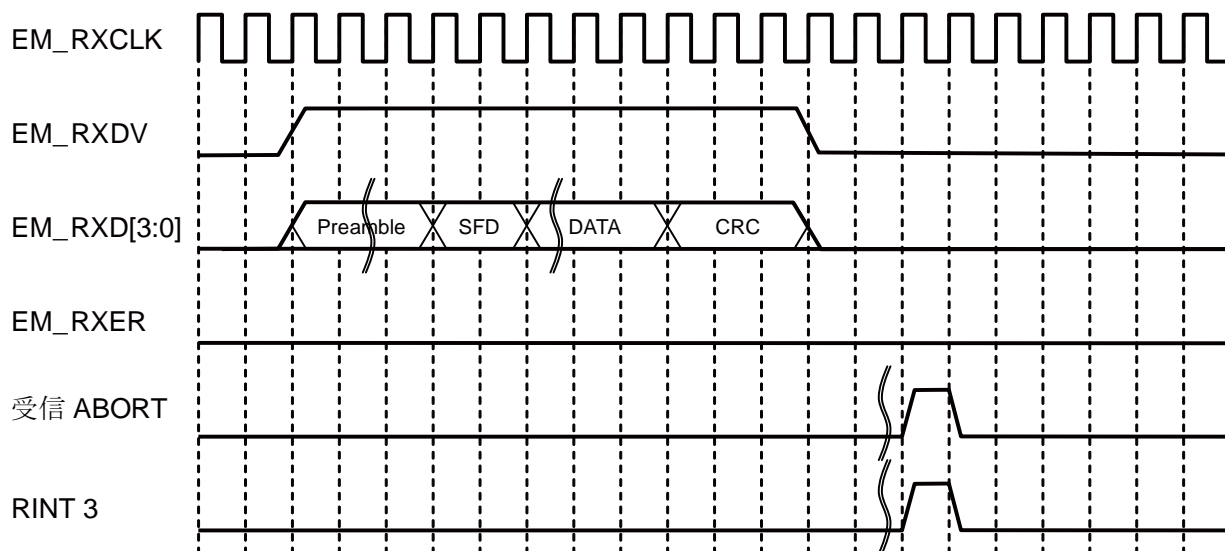 EM_RXCLK
EM_RXDV
EM_RXD[3:0]
Preamble
SFD
DATA
CRC
EM_RXER
受信 ABORT
RINT 3